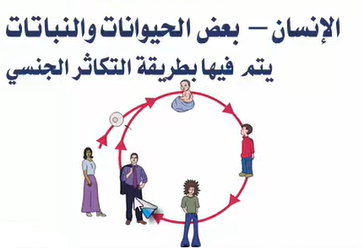 الإنسان – بعض الحيوانات والنباتات
يتم فيها بطريقة التكاثر الجنسي